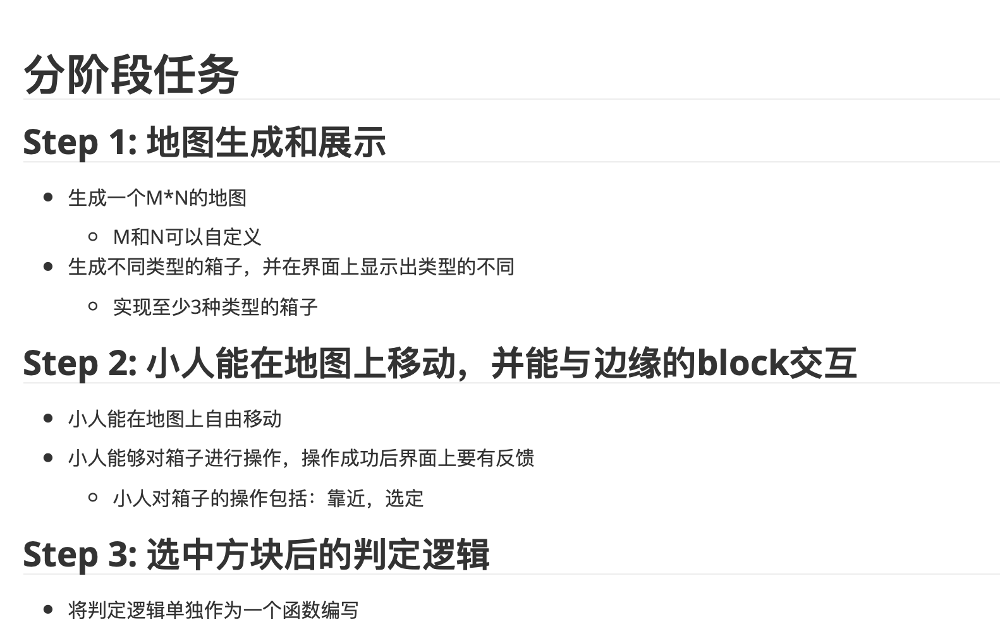 分阶段任务
Step 1: 地图生成和展示
生成一个M*N的地图
M和N可以自定义
生成不同类型的箱子，并在界面上显示出类型的不同
实现至少3种类型的箱子
Step 2: 小人能在地图上移动，并能与边缘的block交互
小人能在地图上自由移动
小人能够对箱子进行操作，操作成功后界面上要有反馈
小人对箱子的操作包括：靠近，选定
Step 3: 选中方块后的判定逻辑
将判定逻辑单独作为一个函数编写